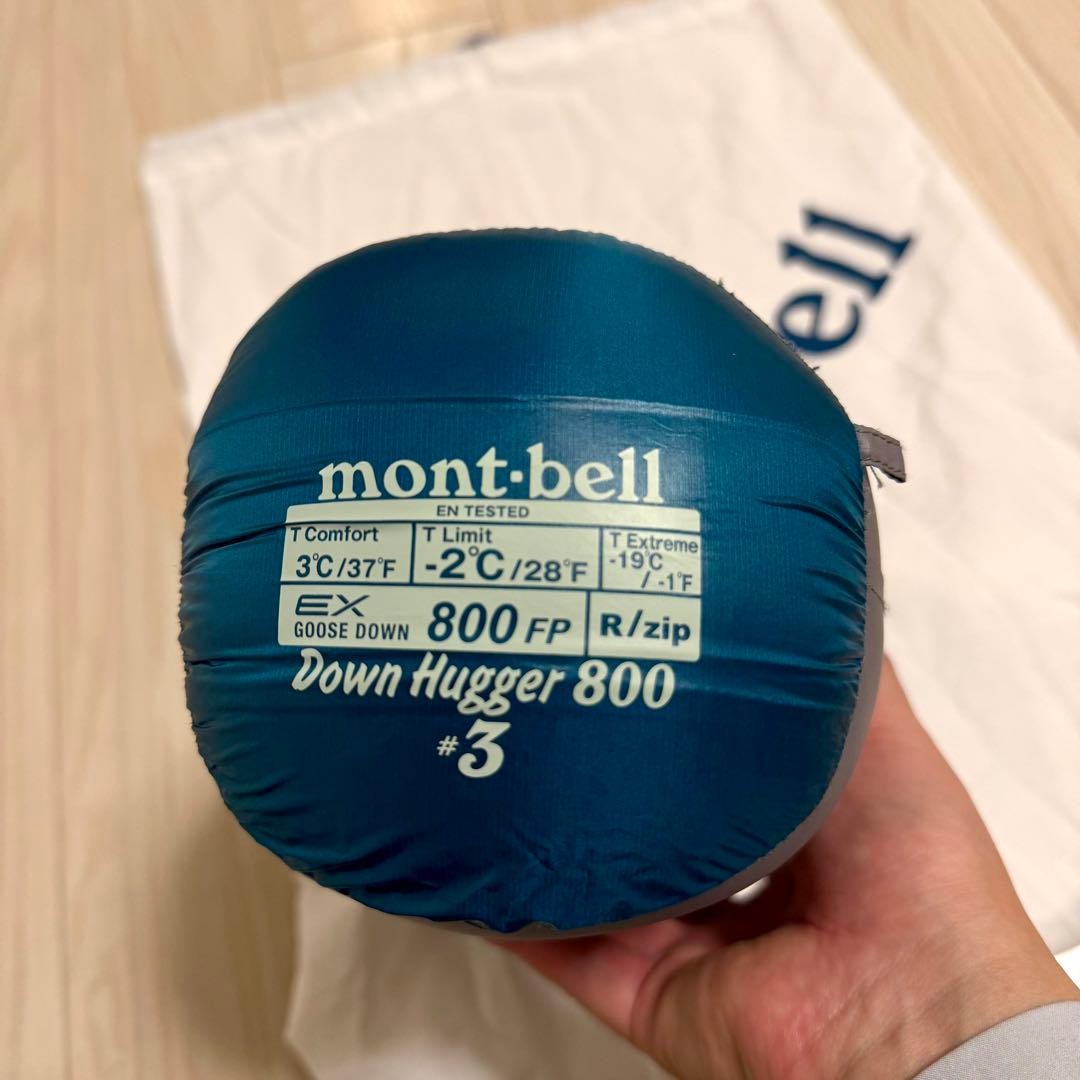 ell
mont-bell
EN TESTED
T Comfort
3℃/37°F
T Limit
-2℃/28°F
T Extreme
-19℃
/ -1°F
EX
GOOSE DOWN
800 FP
R/zip
Down Hugger 800
#3